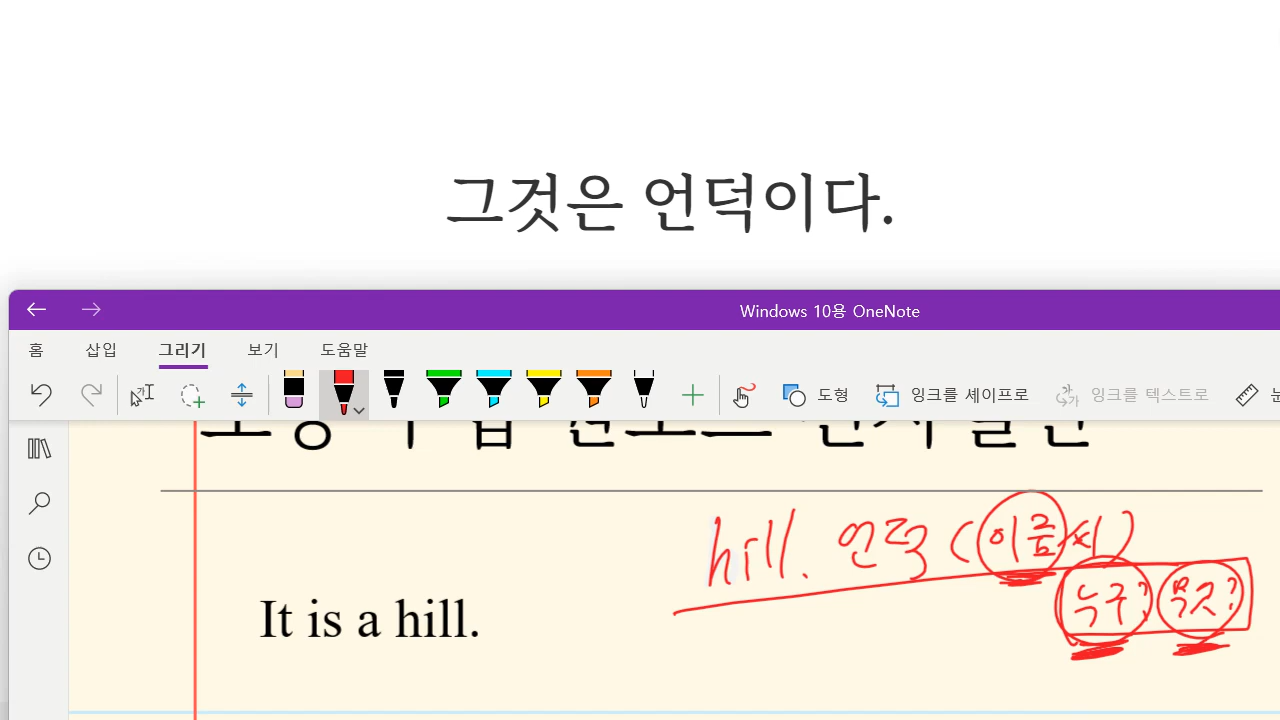 그것은 언덕이다.
Windows 10용 OneNote
홈 삽입 그리기 보기 도움말
도형 잉크를 셰이프로 잉크를 텍스트로
hill. 언덕 (이름씨)
누구? 무엇?
It is a hill.